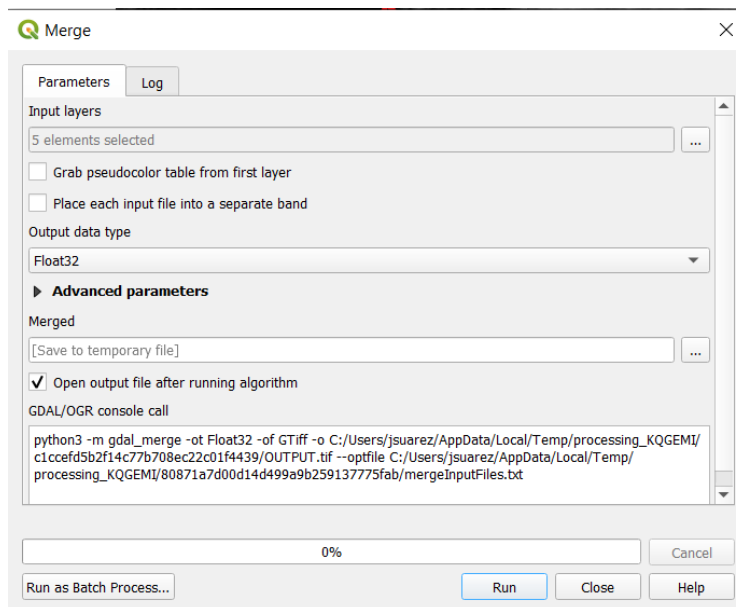 Merge
Parameters
Log
Input layers
5 elements selected
...
Grab pseudocolor table from first layer
Place each input file into a separate band
Output data type
Float32
Advanced parameters
Merged
[Save to temporary file]
...
Open output file after running algorithm
GDAL/OGR console call
python3 -m gdal_merge -ot Float32 -of GTiff -o C:/Users/jsuarez/AppData/Local/Temp/processing_KQGEMI/
c1ccefd5b2f14c77b708ec22c01f4439/OUTPUT.tif --optfile C:/Users/jsuarez/AppData/Local/Temp/
processing_KQGEMI/80871a7d00d14d499a9b259137775fab/mergeInputFiles.txt
0%
Cancel
Run as Batch Process...
Run
Close
Help